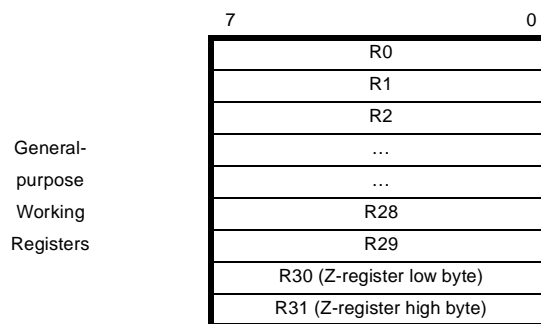 7 0
R0
R1
R2
General- …
purpose …
Working R28
Registers R29
R30 (Z-register low byte)
R31 (Z-register high byte)